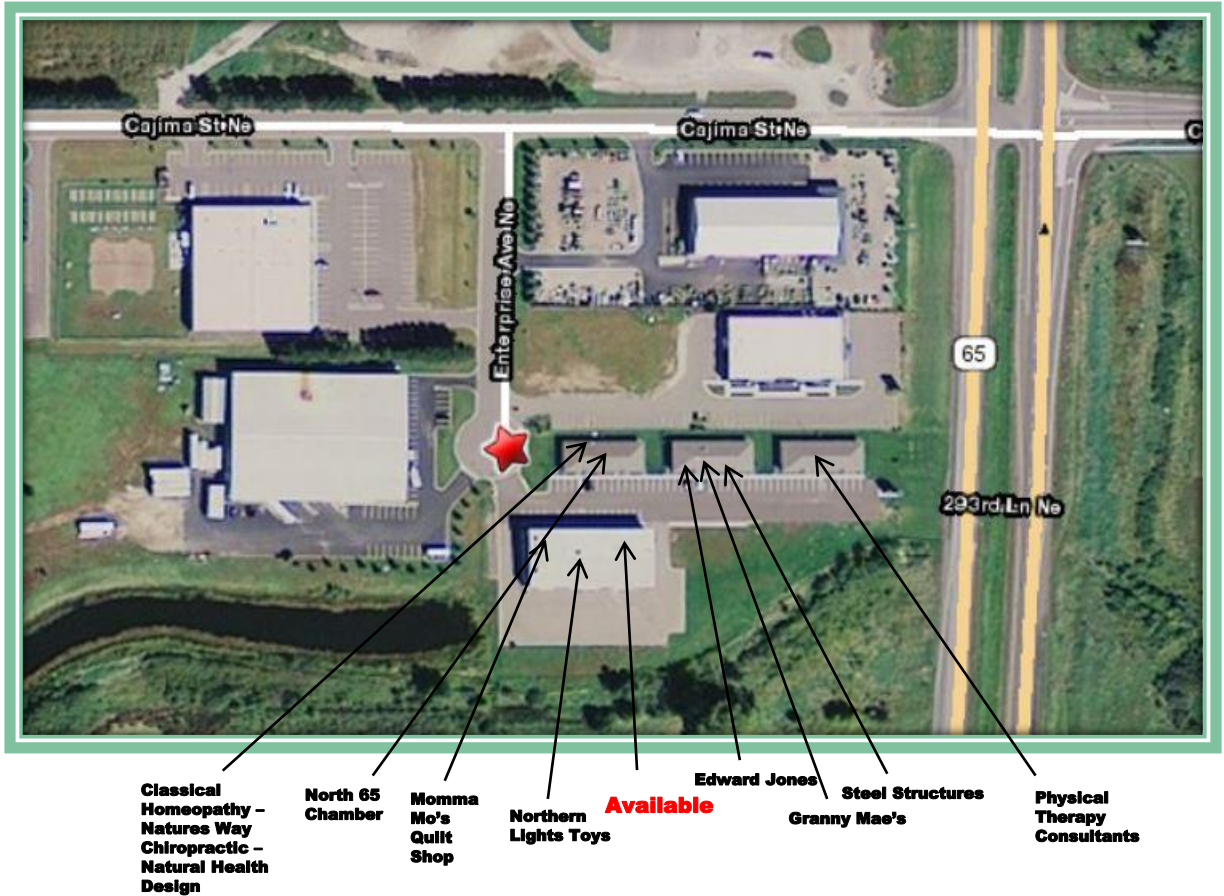 Cajima St Ne
Cajima St Ne
C
Enterprise Ave Ne
65
293rd Ln Ne
Classical
Homeopathy –
Natures Way
Chiropractic –
Natural Health
Design
North 65
Chamber
Momma
Mo's
Quilt
Shop
Northern
Lights Toys
Available
Edward Jones
Steel Structures
Granny Mae's
Physical
Therapy
Consultants